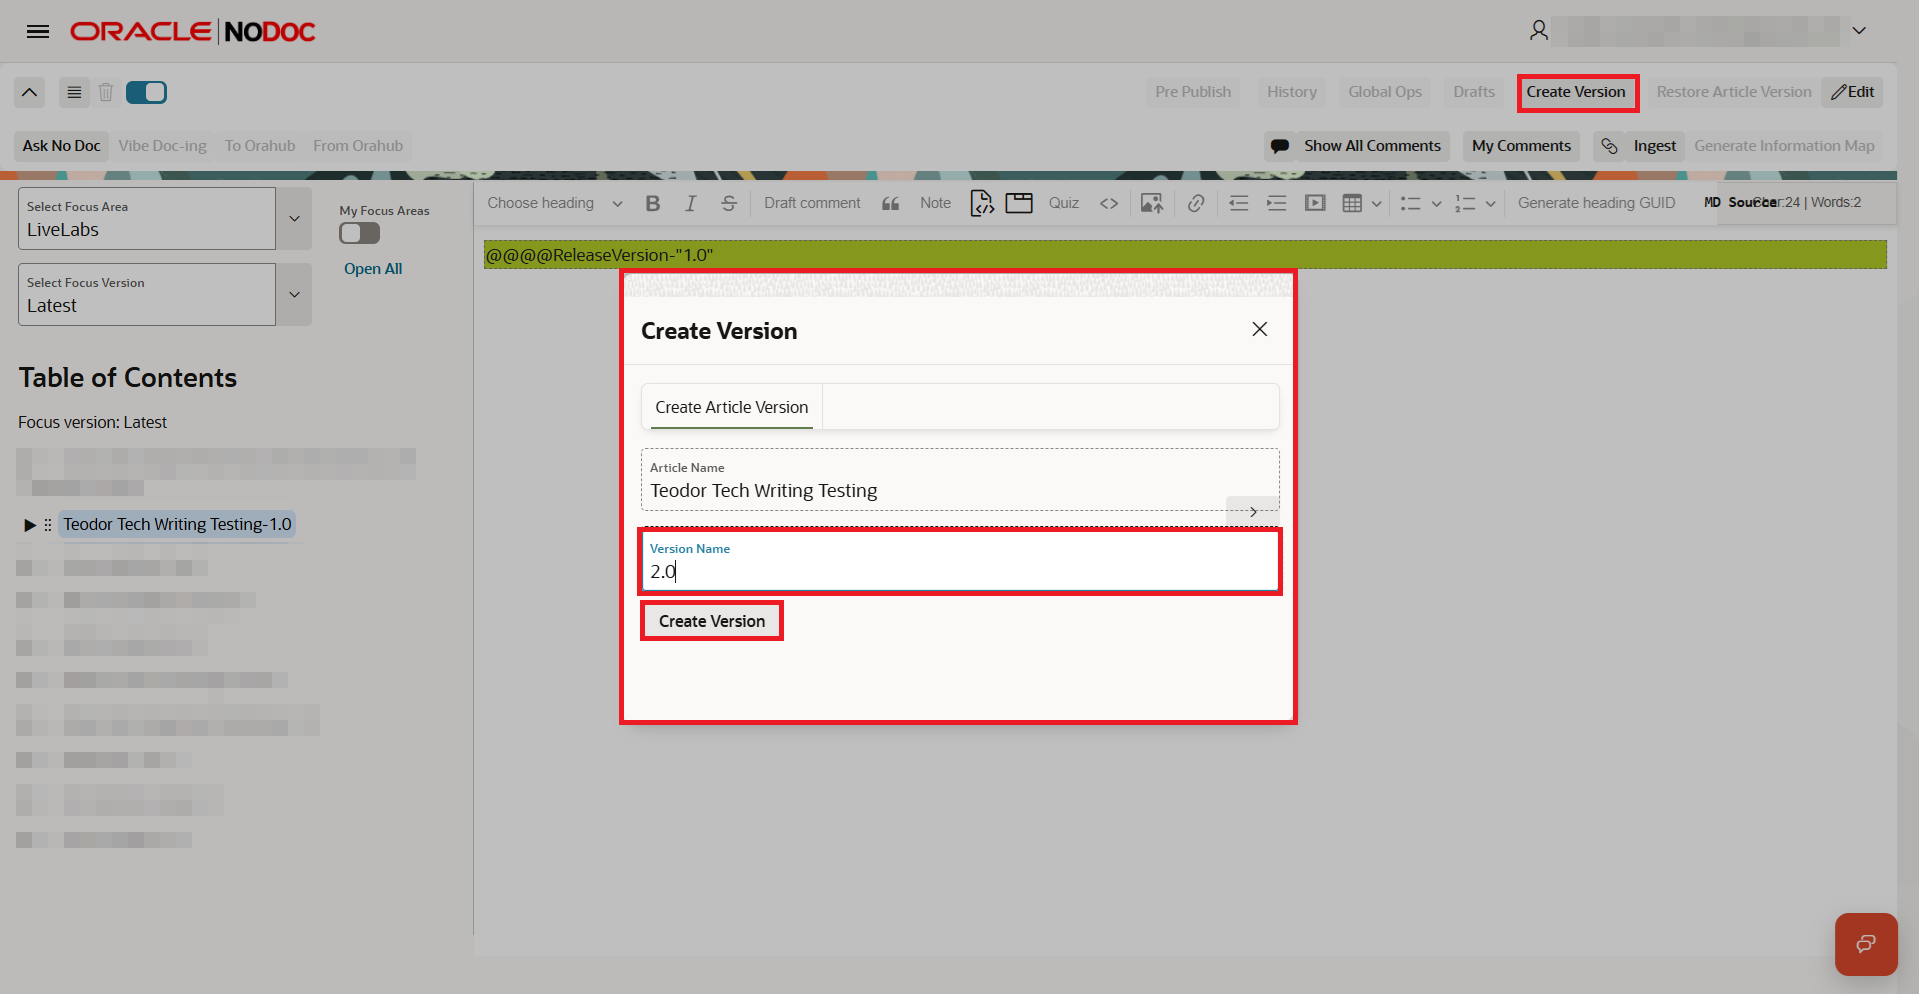 ORACLE NODOC
Pre Publish History Global Ops Drafts Create Version Restore Article Version Edit
Ask No Doc Vibe Doc-ing To Orahub From Orahub Show All Comments My Comments Ingest Generate Information Map
Select Focus Area
LiveLabs
My Focus Areas
Open All
Select Focus Version
Latest
Table of Contents
Focus version: Latest
Teodor Tech Writing Testing-1.0
Choose heading B I S Draft comment Note Quiz Generate heading GUID MD Source Char:24 | Words:2
@@@@ReleaseVersion-"1.0"
Create Version
Create Article Version
Article Name
Teodor Tech Writing Testing
Version Name
2.0
Create Version